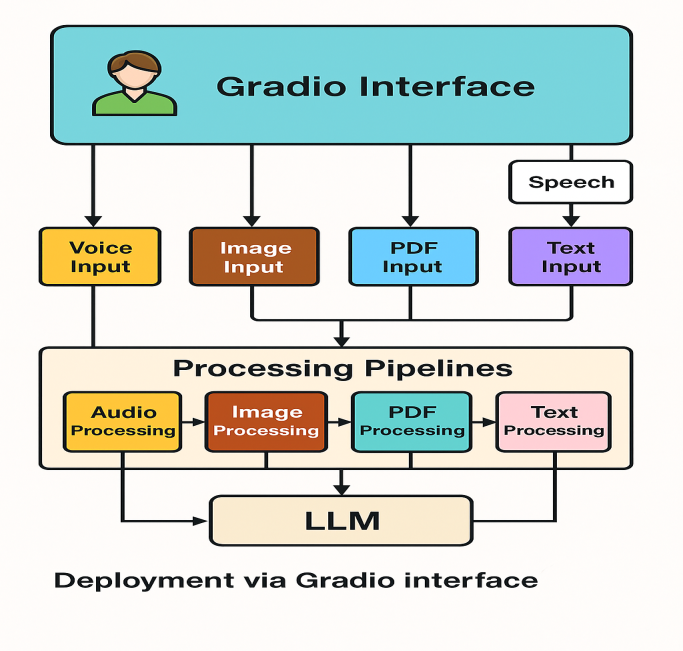 Gradio Interface
Speech
Voice
Input
Image
Input
PDF
Input
Text
Input
Processing Pipelines
Audio
Processing
Image
Processing
PDF
Processing
Text
Processing
LLM
Deployment via Gradio interface